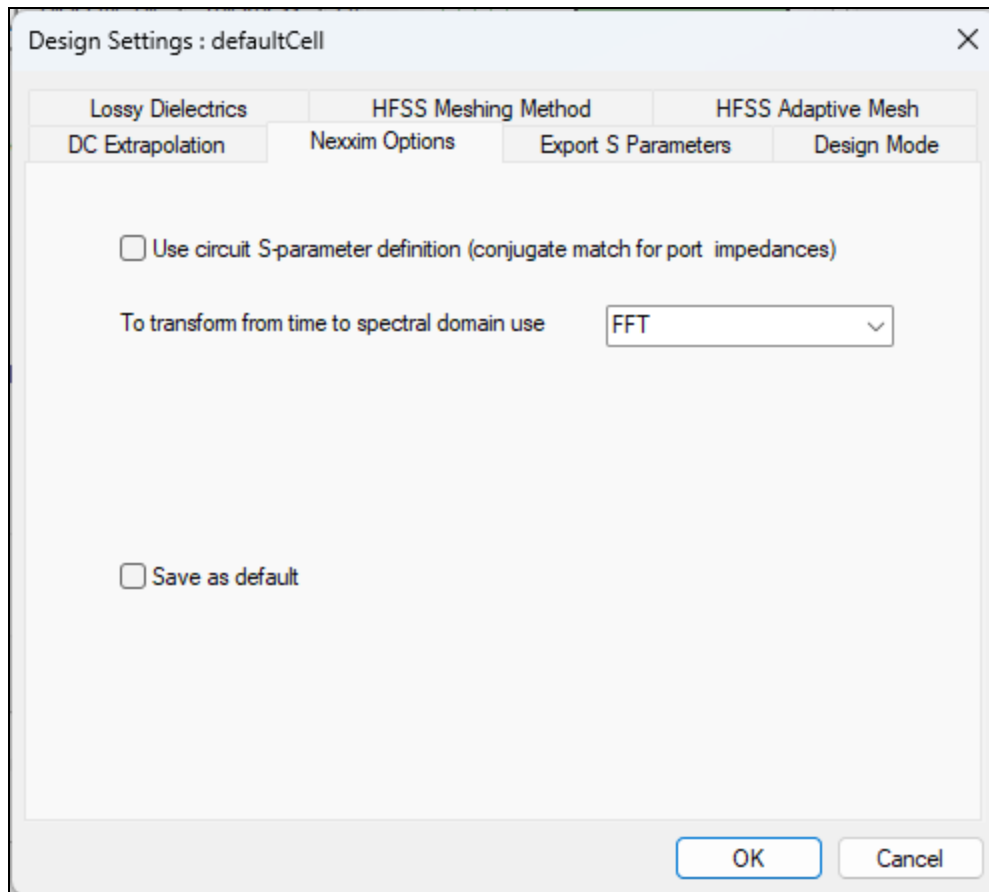 Design Settings : defaultCell
Lossy Dielectrics HFSS Meshing Method HFSS Adaptive Mesh
DC Extrapolation Nexxim Options Export S Parameters Design Mode
Use circuit S-parameter definition (conjugate match for port impedances)
To transform from time to spectral domain use FFT
Save as default
OK Cancel